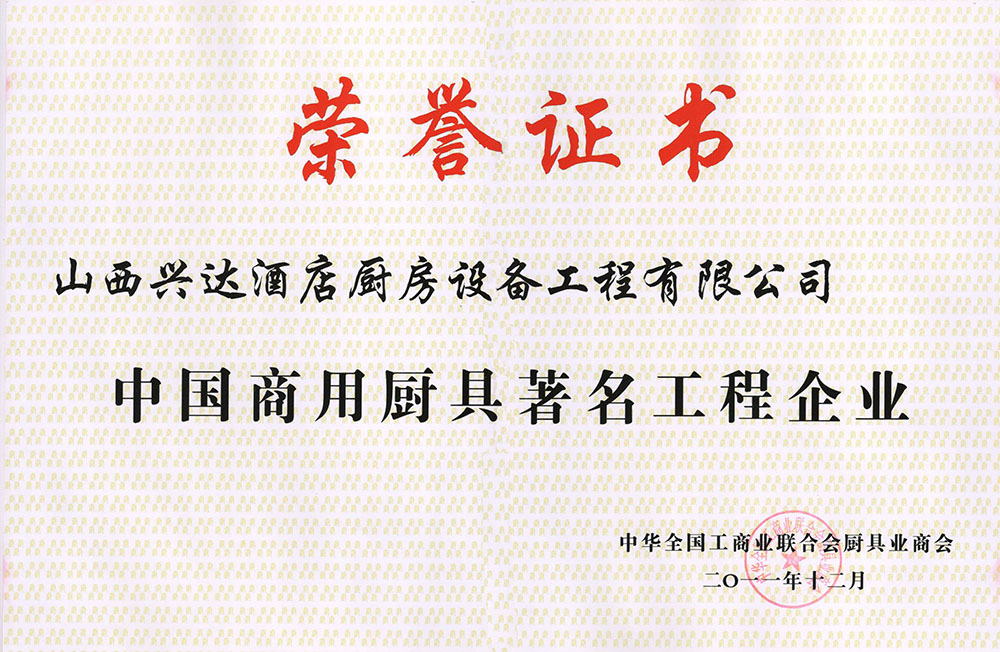 荣誉证书
山西兴达酒店厨房设备工程有限公司
中国商用厨具著名工程企业
中华全国工商业联合会厨具业商会
二〇一一年十二月